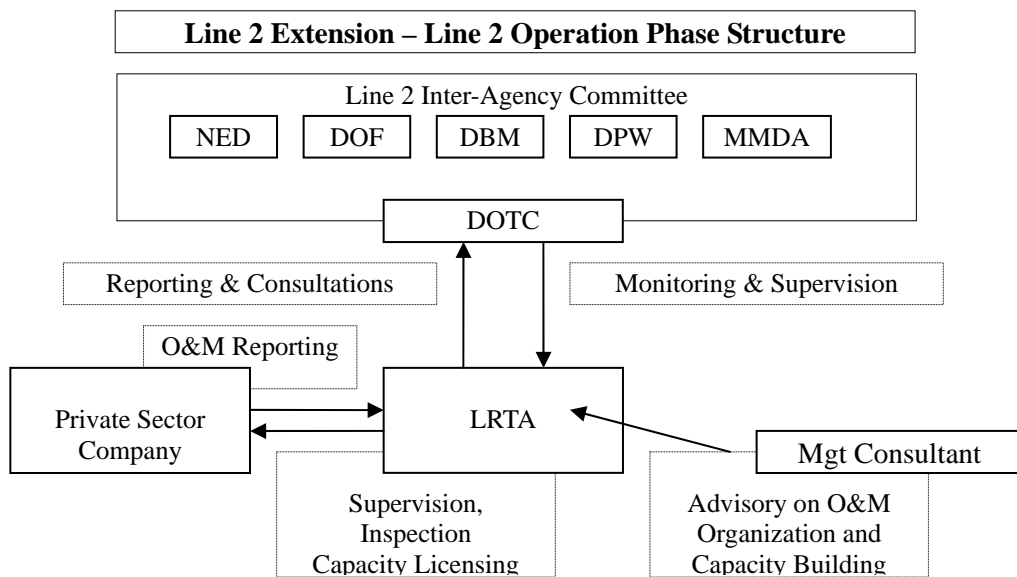 Line 2 Extension – Line 2 Operation Phase Structure
Line 2 Inter-Agency Committee
NED DOF DBM DPW MMDA
DOTC
Reporting & Consultations
Monitoring & Supervision
O&M Reporting
Private Sector
Company
LRTA
Mgt Consultant
Supervision,
Inspection
Capacity Licensing
Advisory on O&M
Organization and
Capacity Building